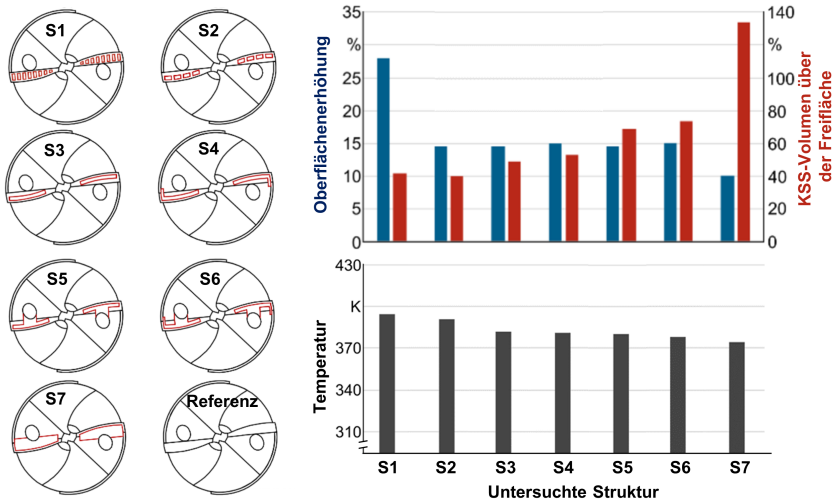 S1
S2
S3
S4
S5
S6
S7
Referenz
Oberflächenerhöhung
35
%
25
20
15
10
5
0
140
%
100
80
60
40
20
0
KSS-Volumen über
der Freifläche
Temperatur
430
K
370
340
310
S1 S2 S3 S4 S5 S6 S7
Untersuchte Struktur